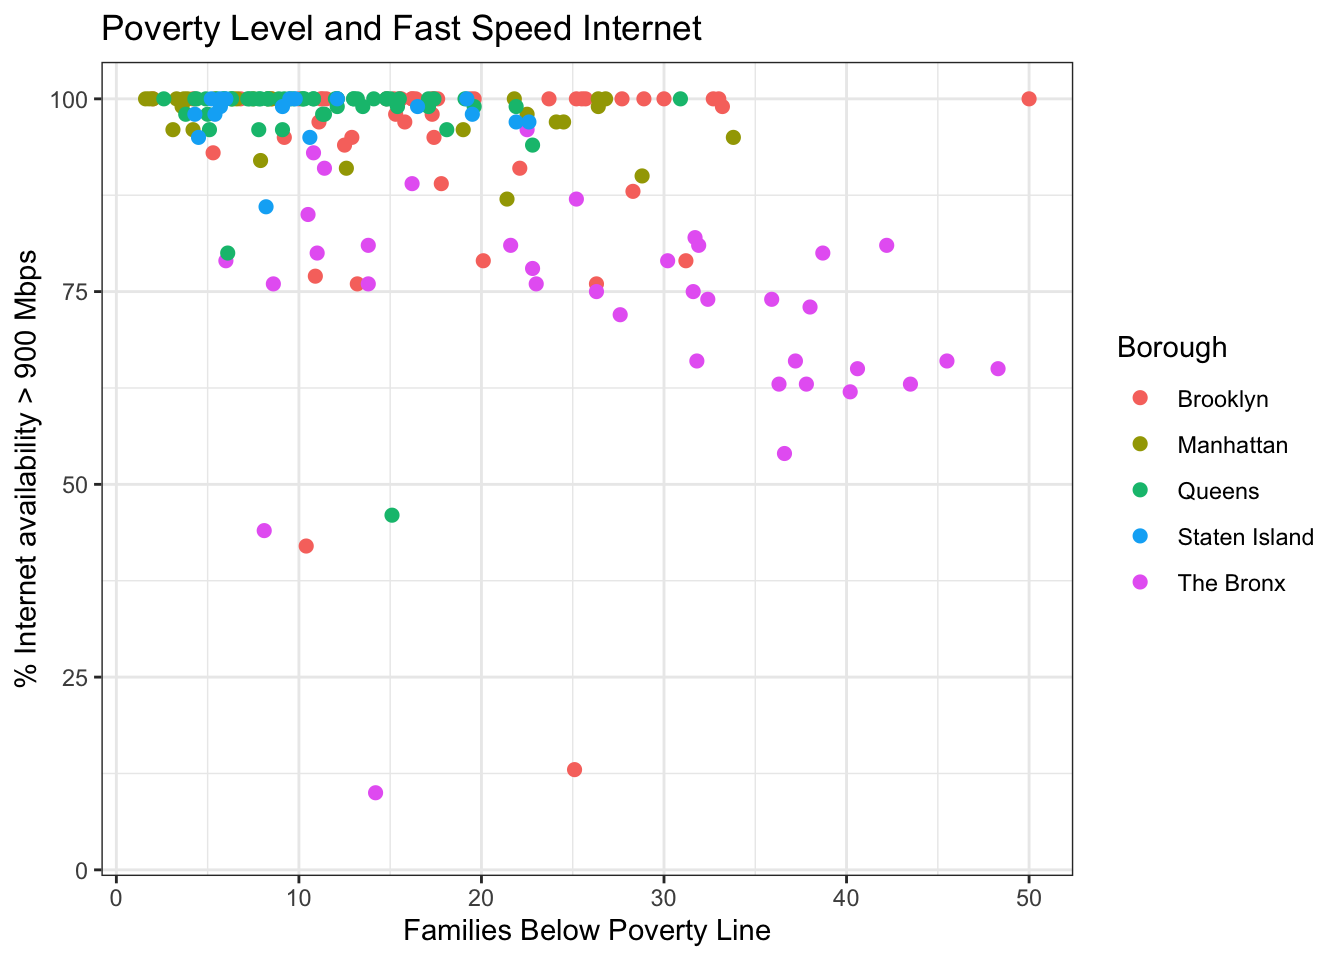 Poverty Level and Fast Speed Internet
% Internet availability > 900 Mbps
100
75
50
25
0
0 10 20 30 40 50
Families Below Poverty Line
Borough
Brooklyn
Manhattan
Queens
Staten Island
The Bronx